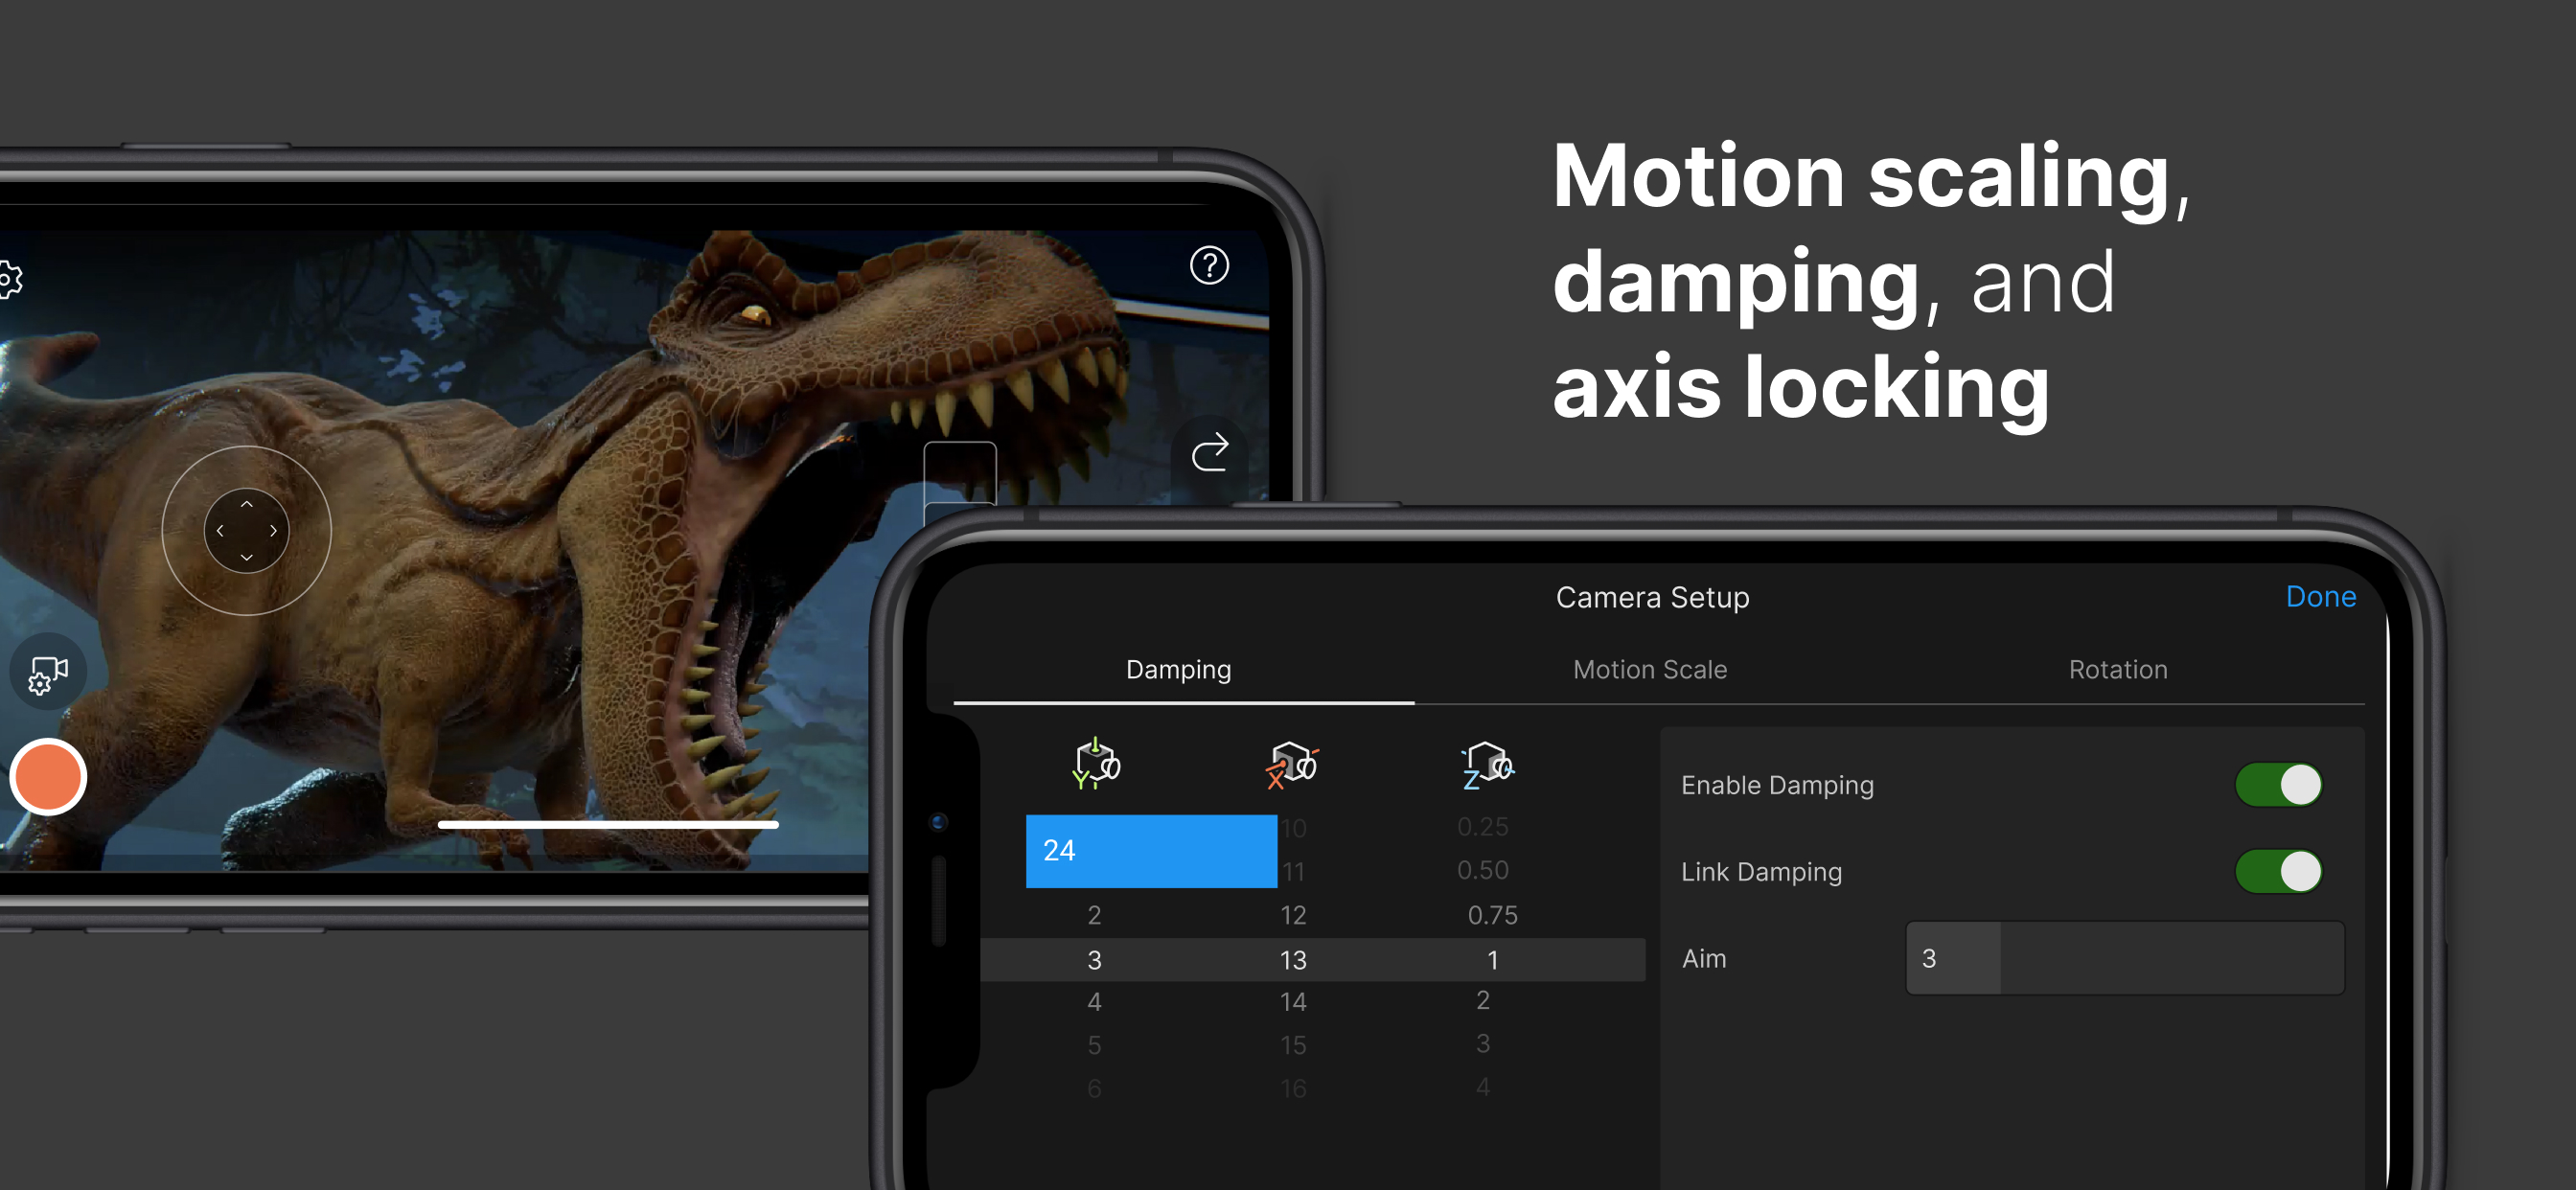 Motion scaling,
damping, and
axis locking
?
Camera Setup
Done
Damping Motion Scale Rotation
Y X Z
24 10 0.25
11 0.50
2 12 0.75
3 13 1
4 14 2
5 15 3
6 16 4
Enable Damping
Link Damping
Aim 3